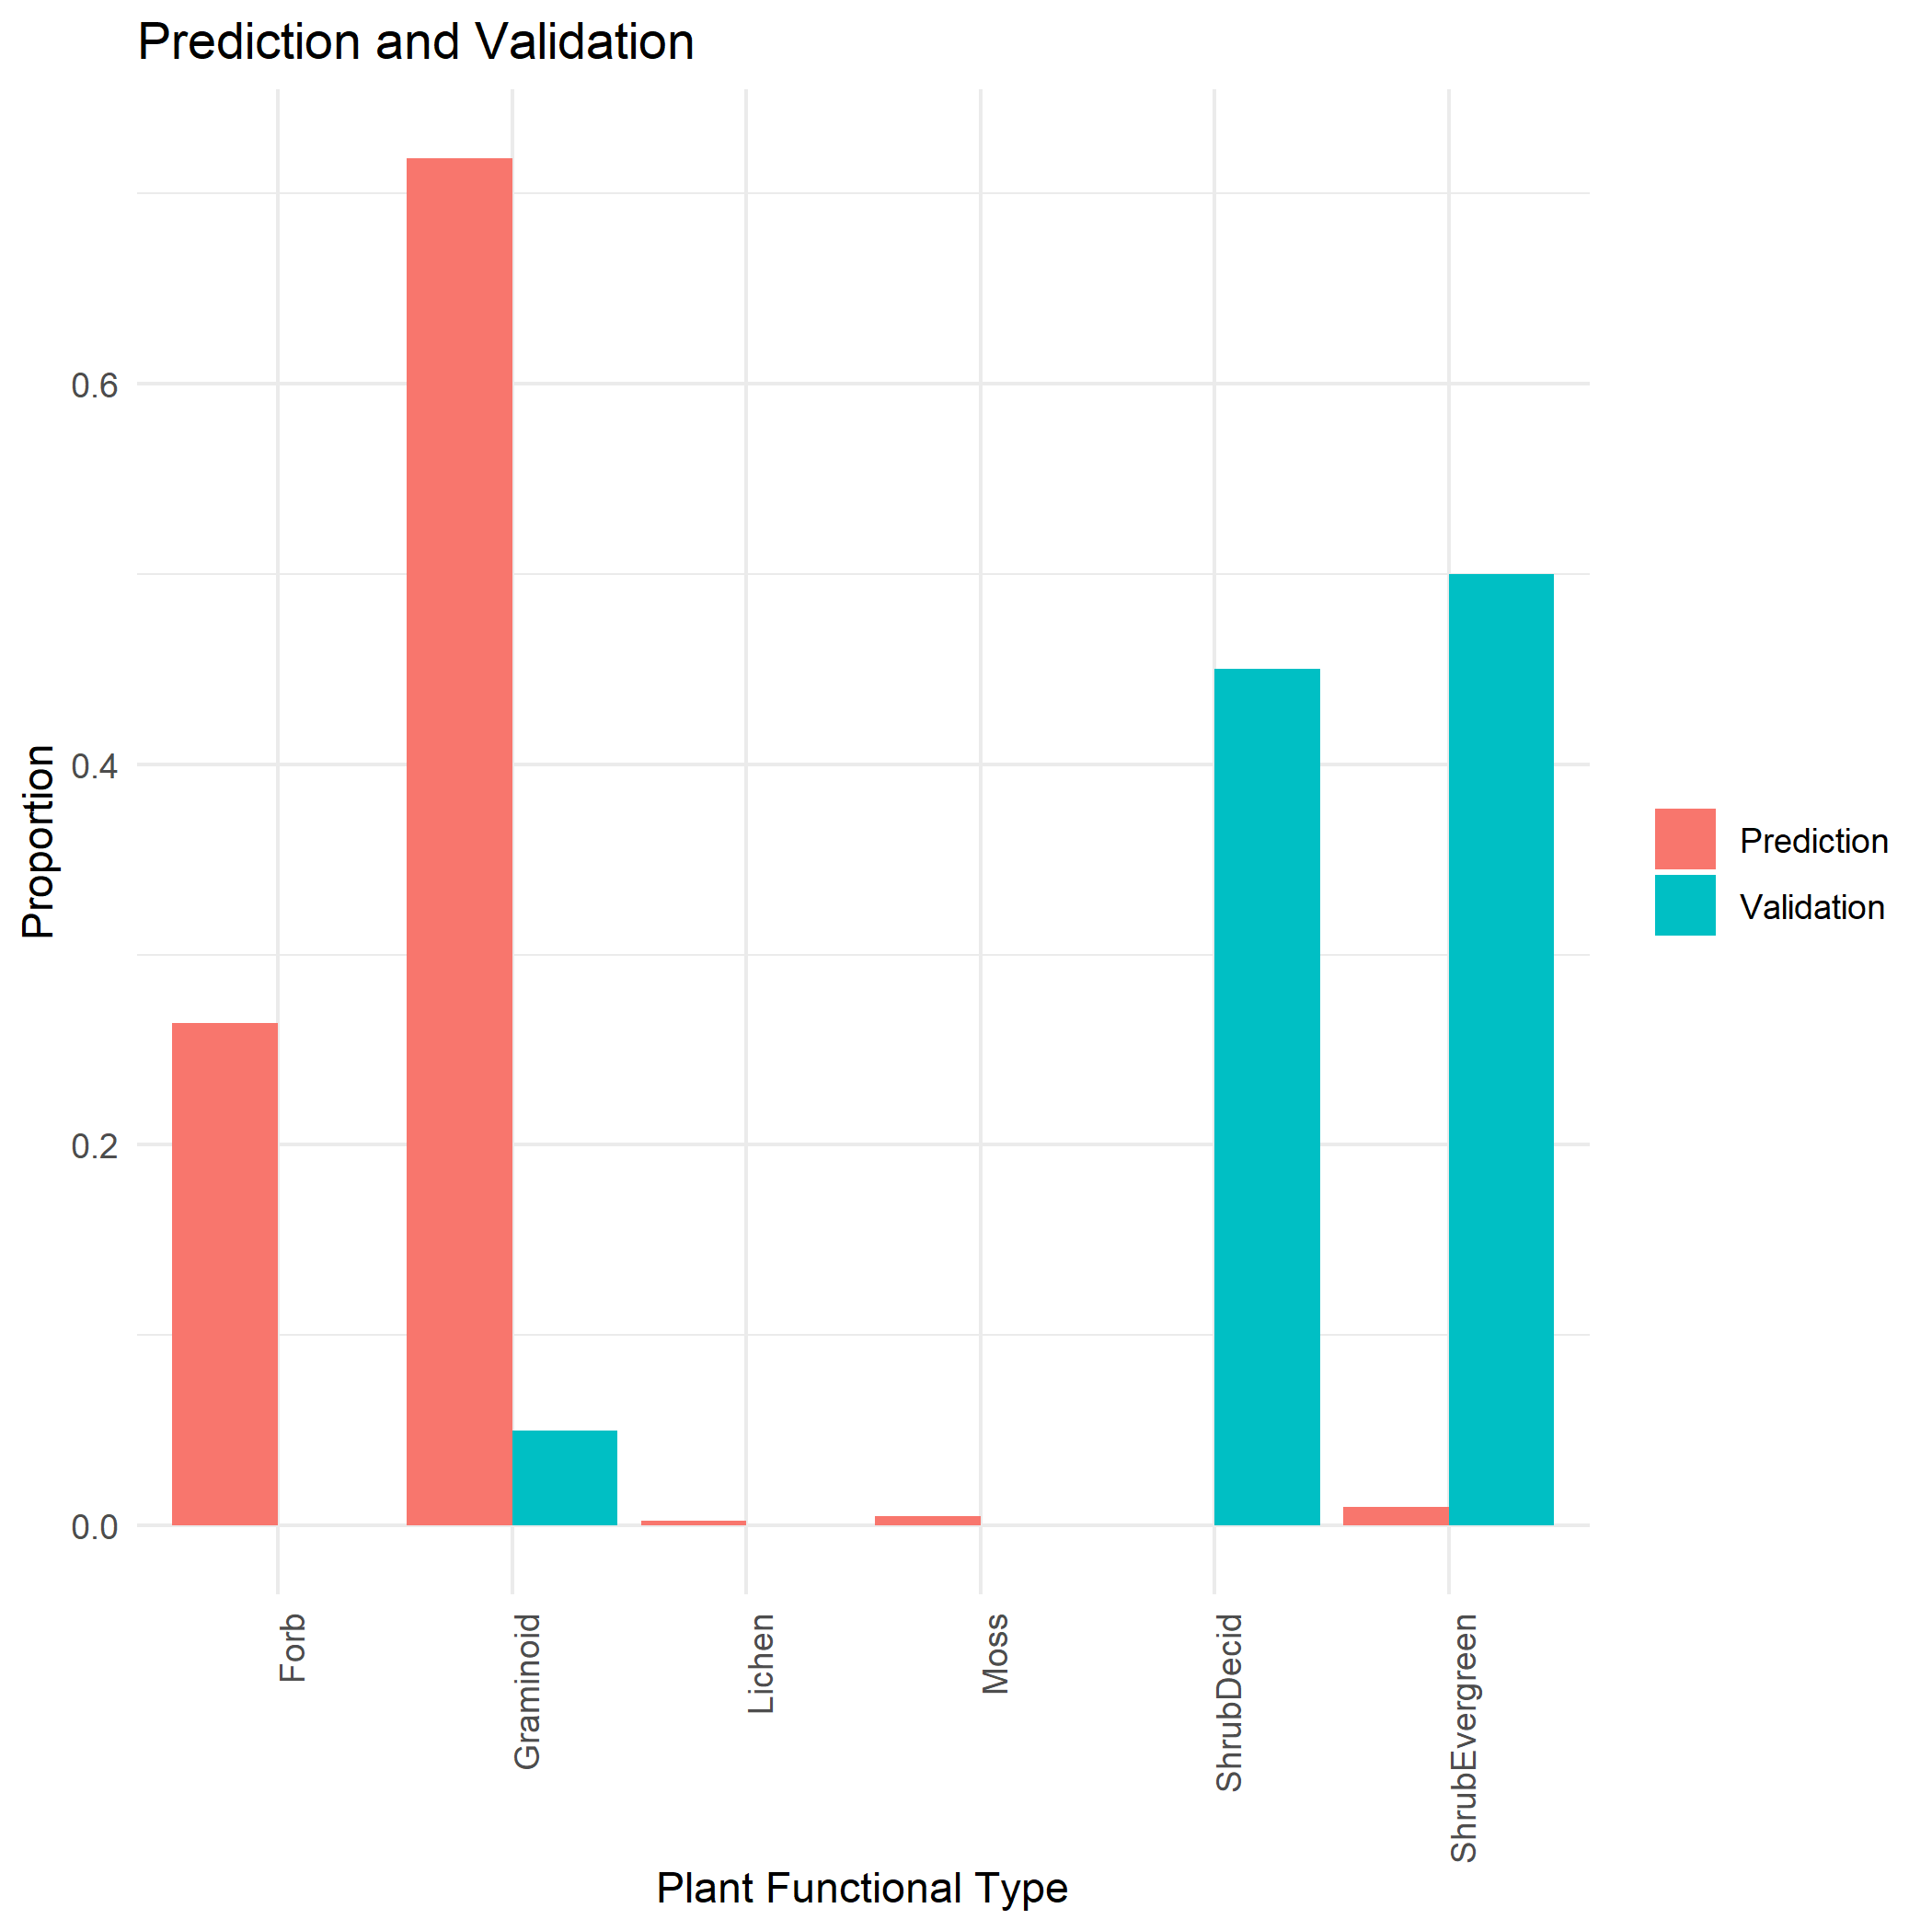 Prediction and Validation
Proportion
0.6
0.4
0.2
0.0
Forb
Graminoid
Lichen
Moss
ShrubDecid
ShrubEvergreen
Plant Functional Type
Prediction
Validation